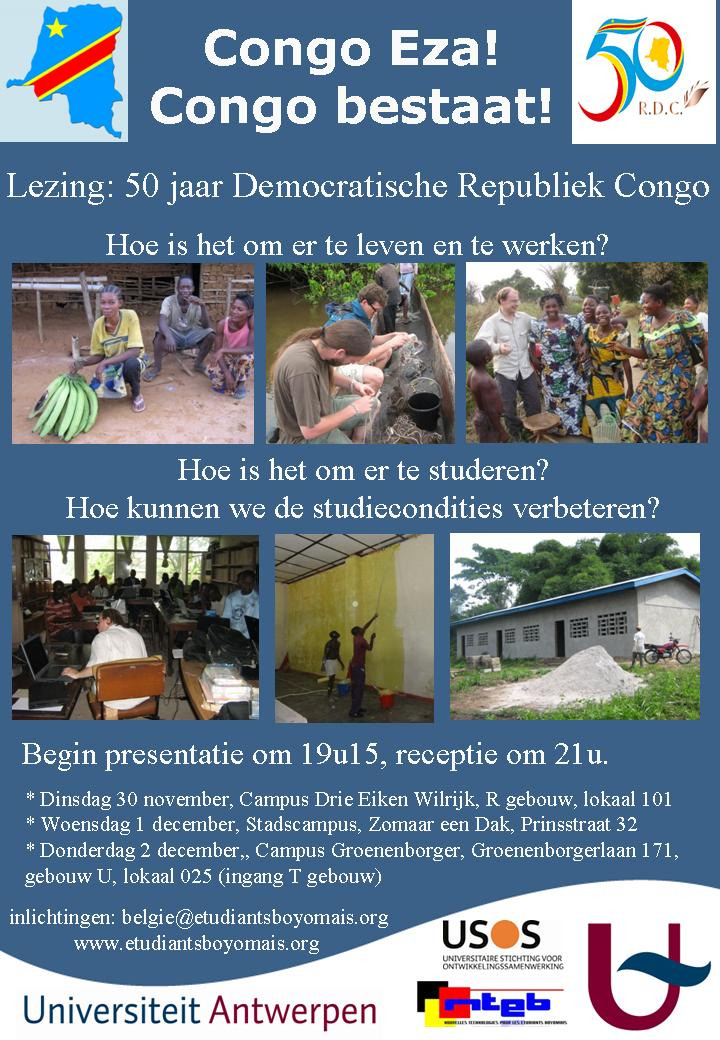 Congo Eza!
Congo bestaat!
50
R.D.C.
Lezing: 50 jaar Democratische Republiek Congo
Hoe is het om er te leven en te werken?
Hoe is het om er te studeren?
Hoe kunnen we de studiecondities verbeteren?
Begin presentatie om 19u15, receptie om 21u.
* Dinsdag 30 november, Campus Drie Eiken Wilrijk, R gebouw, lokaal 101
* Woensdag 1 december, Stadscampus, Zomaar een Dak, Prinsstraat 32
* Donderdag 2 december,, Campus Groenenborger, Groenenborgerlaan 171,
gebouw U, lokaal 025 (ingang T gebouw)
inlichtingen: belgie@etudiantsboyomais.org
www.etudiantsboyomais.org
USOS
UNIVERSITAIRE STICHTING VOOR
ONTWIKKELINGSSAMENWERKING
nteb
NOUVELLES TECHNOLOGIES POUR LES ETUDIANTS BOYOMAIS
Universiteit Antwerpen